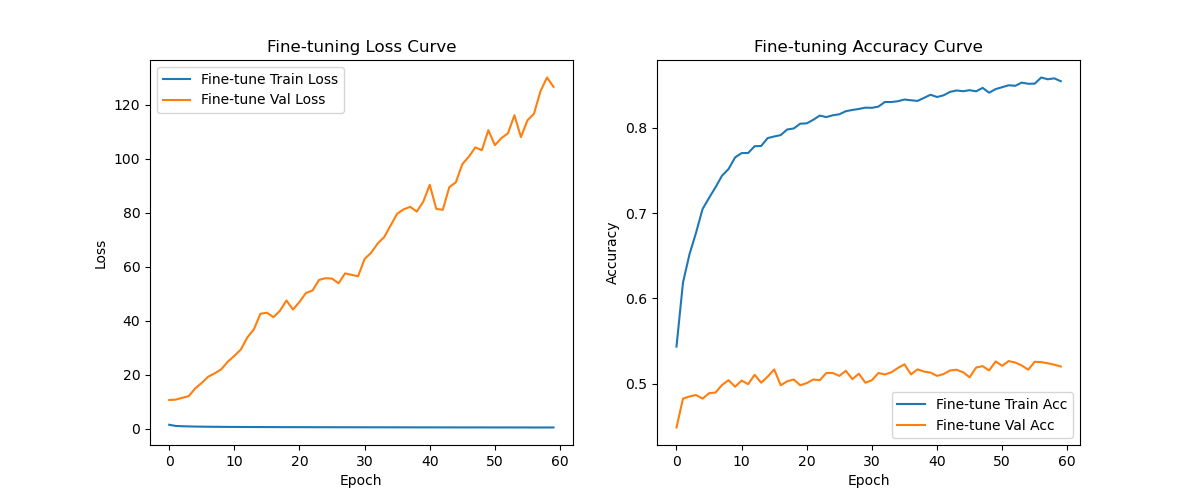 Fine-tuning Loss Curve
Fine-tune Train Loss
Fine-tune Val Loss
120
100
80
60
40
20
0
Loss
0 10 20 30 40 50 60
Epoch
Fine-tuning Accuracy Curve
0.8
0.7
0.6
0.5
Accuracy
Fine-tune Train Acc
Fine-tune Val Acc
0 10 20 30 40 50 60
Epoch